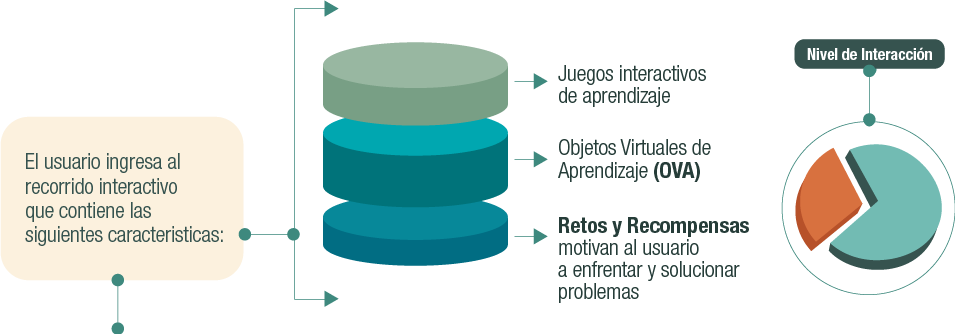 El usuario ingresa al
recorrido interactivo
que contiene las
siguientes caracteristicas:
Juegos interactivos
de aprendizaje
Objetos Virtuales de
Aprendizaje (OVA)
Retos y Recompensas
motivan al usuario
a enfrentar y solucionar
problemas
Nivel de Interacción